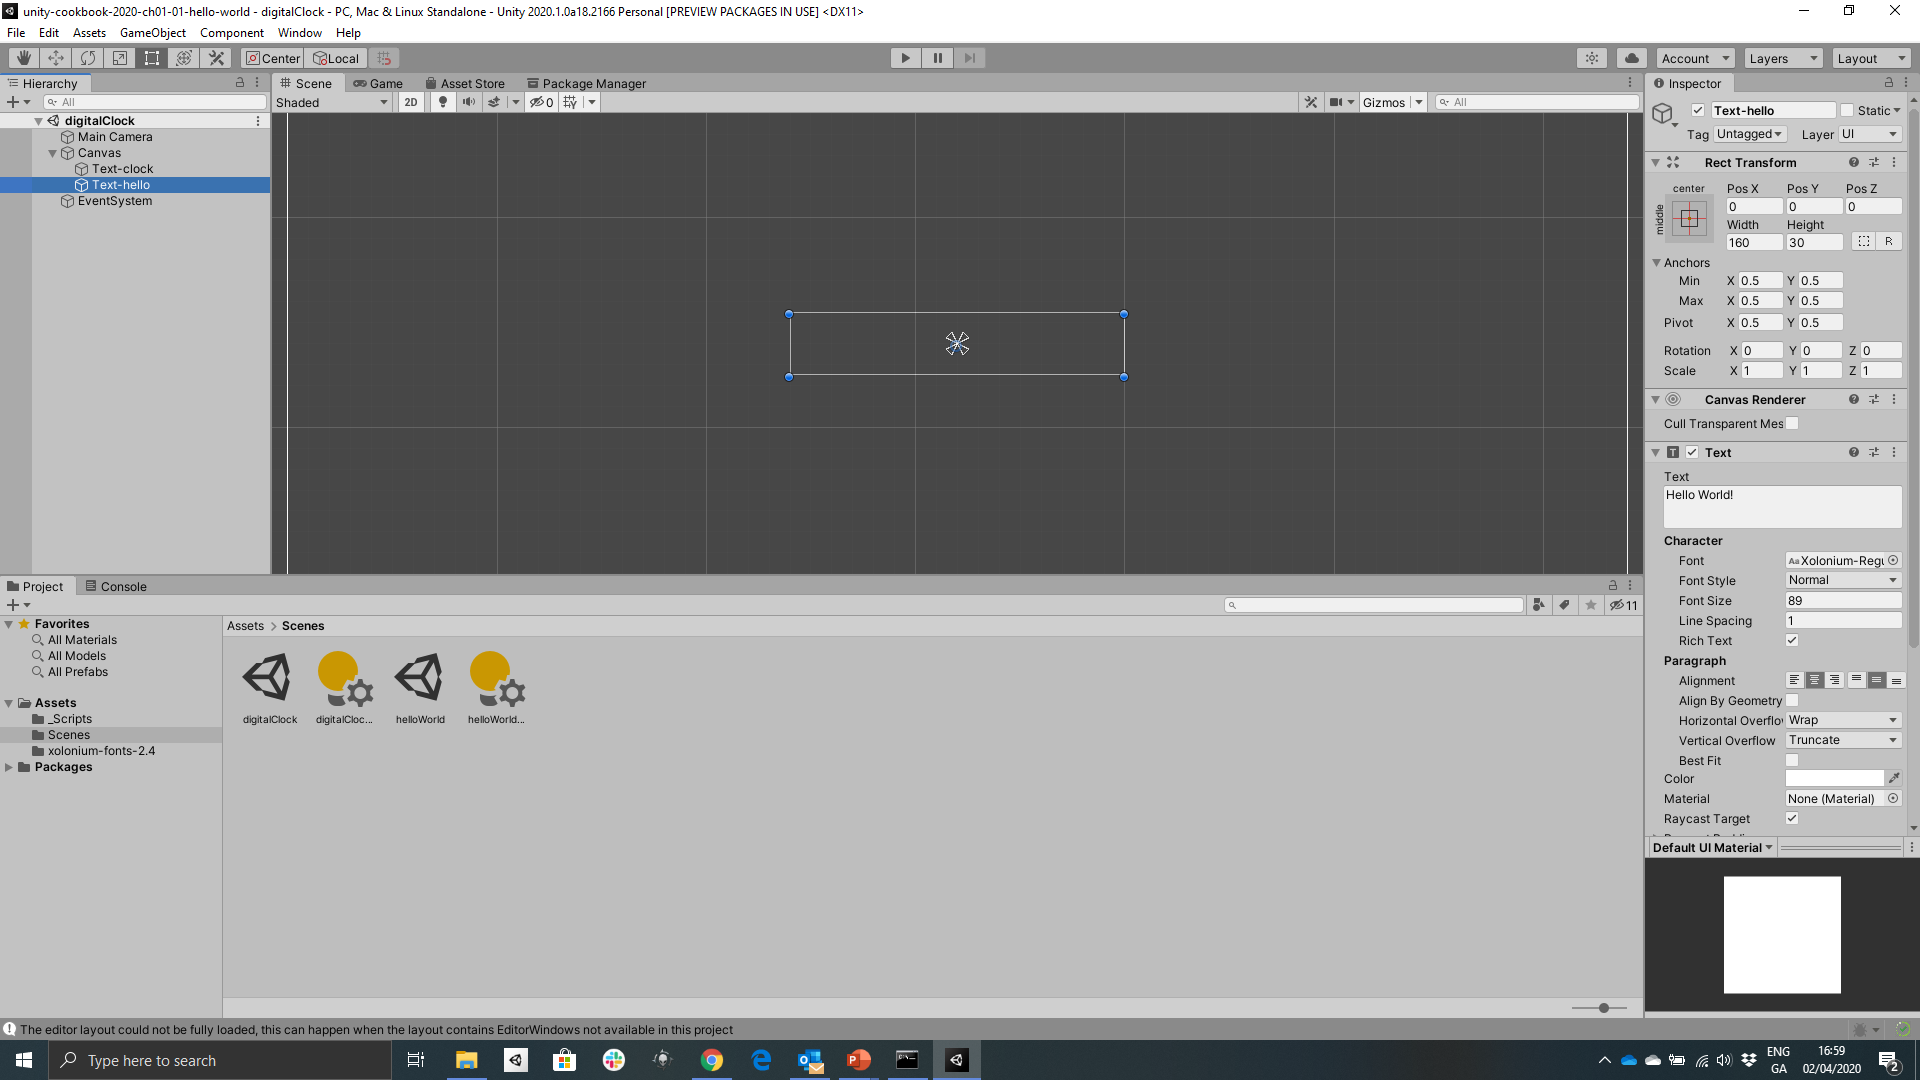 unity-cookbook-2020-ch01-01-hello-world - digitalClock - PC, Mac & Linux Standalone - Unity 2020.1.0a18.2166 Personal [PREVIEW PACKAGES IN USE] <DX11>
File Edit Assets GameObject Component Window Help
Center Local Account Layers Layout
Hierarchy
All
digitalClock
Main Camera
Canvas
Text-clock
Text-hello
EventSystem
Scene Game Asset Store Package Manager
Shaded 2D 0 Gizmos All
Inspector
Text-hello Static
Tag Untagged Layer UI
Rect Transform
center
middle
Pos X Pos Y Pos Z
0 0 0
Width Height
160 30 R
Anchors
Min X 0.5 Y 0.5
Max X 0.5 Y 0.5
Pivot X 0.5 Y 0.5
Rotation X 0 Y 0 Z 0
Scale X 1 Y 1 Z 1
Canvas Renderer
Cull Transparent Mes
T Text
Text
Hello World!
Character
Font Aa Xolonium-Regu
Font Style Normal
Font Size 89
Line Spacing 1
Rich Text
Paragraph
Alignment
Align By Geometry
Horizontal Overflow Wrap
Vertical Overflow Truncate
Best Fit
Color
Material None (Material)
Raycast Target
Default UI Material
Project Console
11
Favorites
All Materials
All Models
All Prefabs
Assets
_Scripts
Scenes
xolonium-fonts-2.4
Packages
Assets > Scenes
digitalClock digitalCloc... helloWorld helloWorld...
The editor layout could not be fully loaded, this can happen when the layout contains EditorWindows not available in this project
Type here to search
ENG
GA
16:59
02/04/2020
2